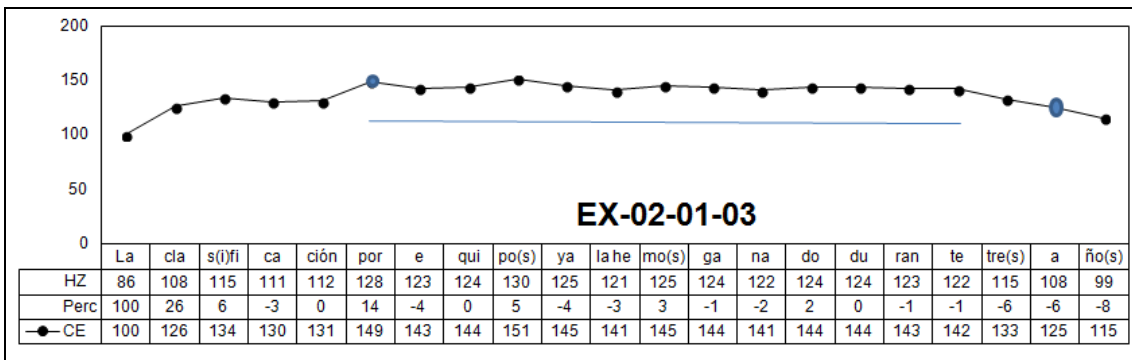 200
150
100
50
0
EX-02-01-03
La cla s(i)fi ca ción por e qui po(s) ya la he mo(s) ga na do du ran te tre(s) a ño(s)
HZ 86 108 115 111 112 128 123 124 130 125 121 125 124 122 124 124 123 122 115 108 99
Perc 100 26 6 -3 0 14 -4 0 5 -4 -3 3 -1 -2 2 0 -1 -1 -6 -6 -8
CE 100 126 134 130 131 149 143 144 151 145 141 145 144 141 144 144 143 142 133 125 115